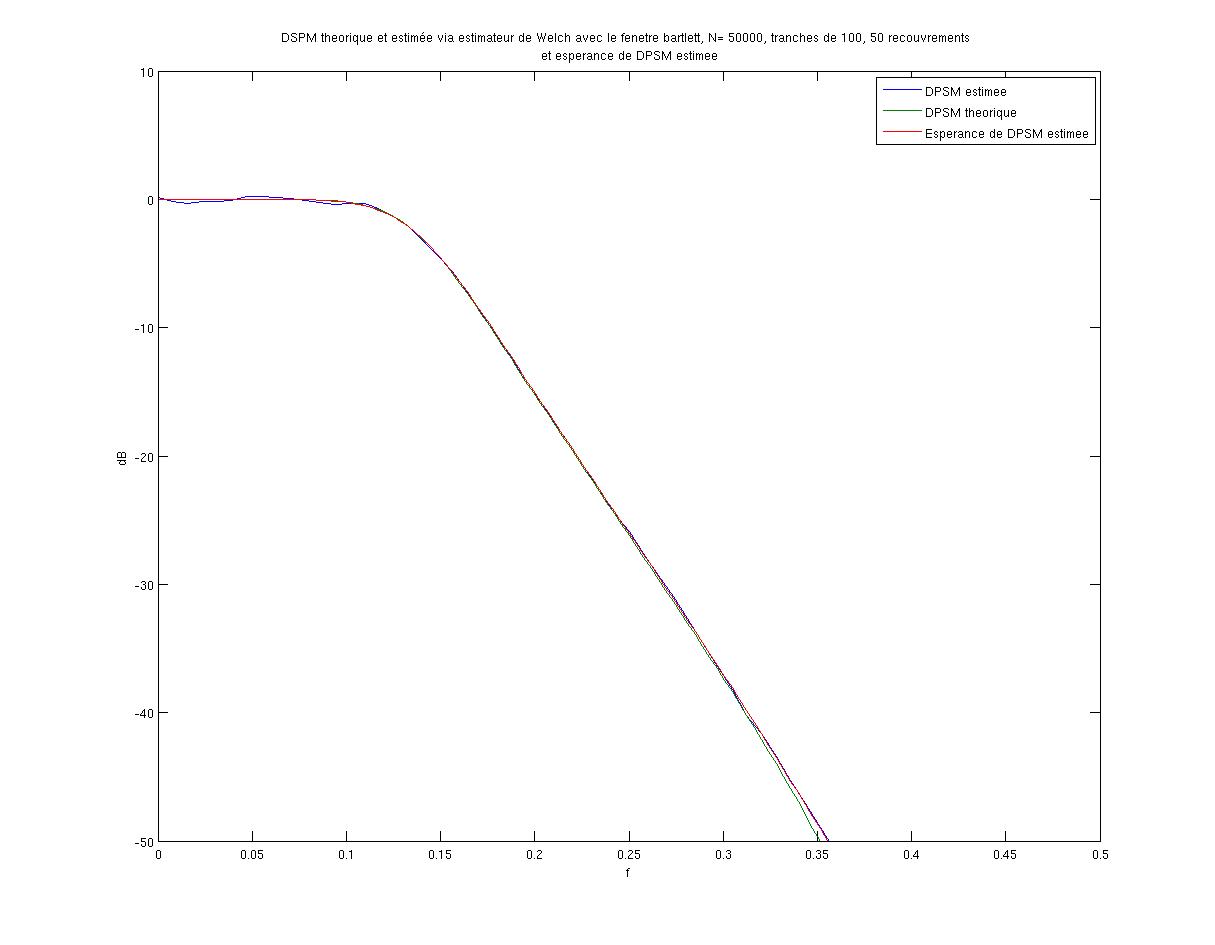 DSPM theorique et estimée via estimateur de Welch avec le fenetre bartlett, N= 50000, tranches de 100, 50 recouvrements
et esperance de DPSM estimee
DPSM estimee
DPSM theorique
Esperance de DPSM estimee
10
0
-10
-20
-30
-40
-50
dB
0
0.05
0.1
0.15
0.2
0.25
0.3
0.35
0.4
0.45
0.5
f